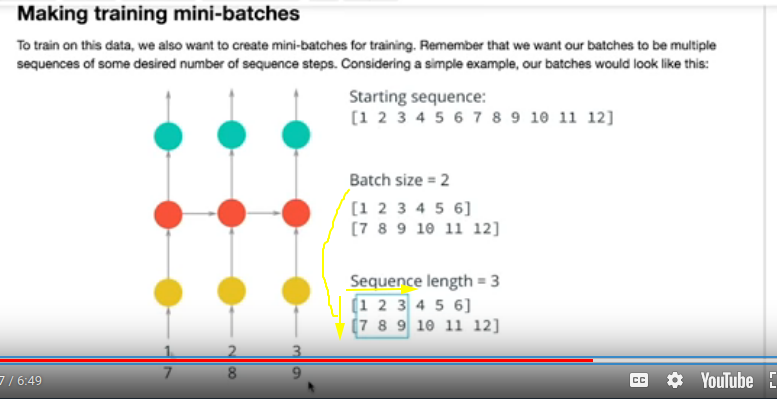 Making training mini-batches
To train on this data, we also want to create mini-batches for training. Remember that we want our batches to be multiple
sequences of some desired number of sequence steps. Considering a simple example, our batches would look like this:
Starting sequence:
[1 2 3 4 5 6 7 8 9 10 11 12]
Batch size = 2
[1 2 3 4 5 6]
[7 8 9 10 11 12]
Sequence length = 3
[1 2 3 4 5 6]
[7 8 9 10 11 12]
1 2 3
7 8 9
7 / 6:49
CC YouTube